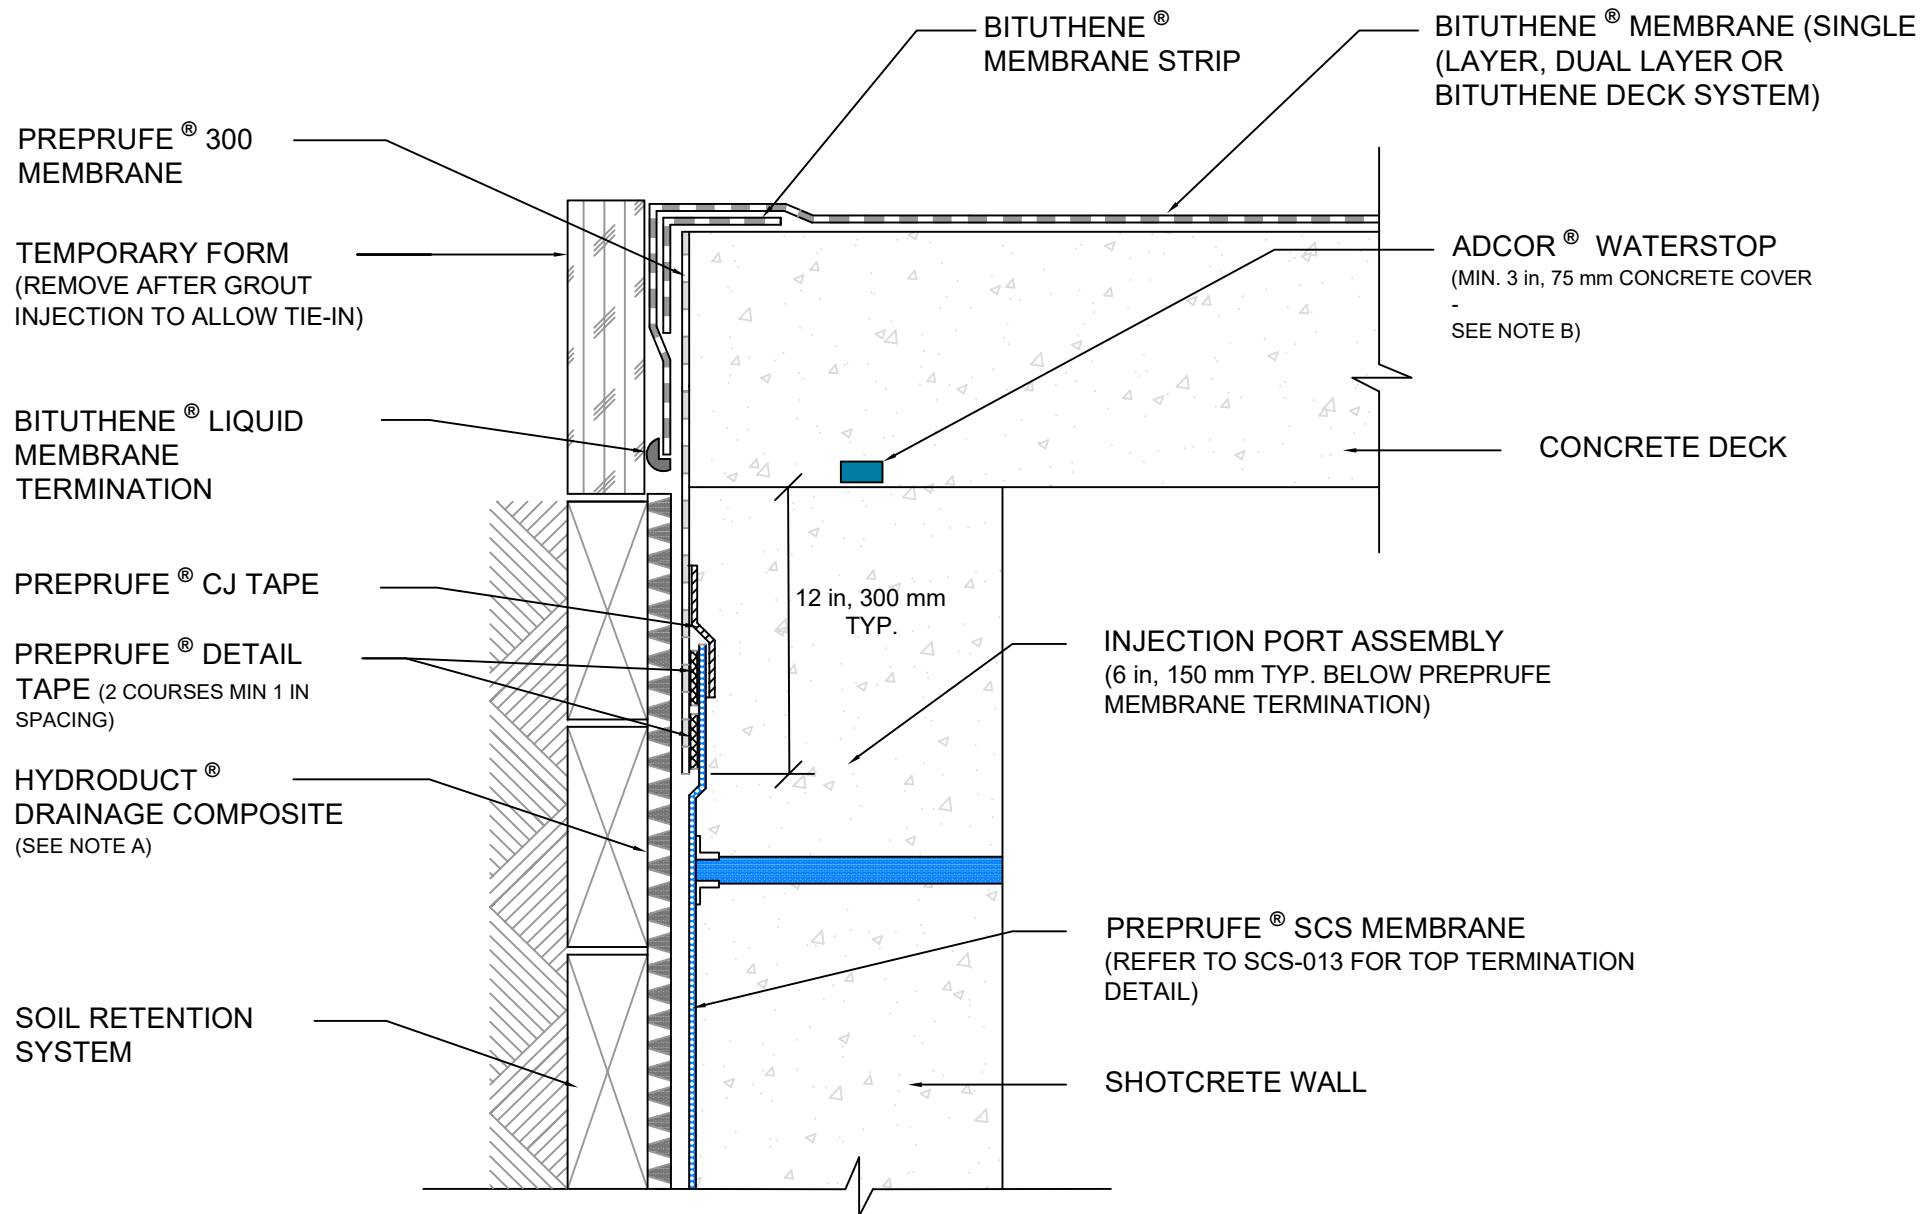 BITUTHENE ®
MEMBRANE STRIP
BITUTHENE ® MEMBRANE (SINGLE
(LAYER, DUAL LAYER OR
BITUTHENE DECK SYSTEM)
PREPRUFE ® 300
MEMBRANE
TEMPORARY FORM
(REMOVE AFTER GROUT
INJECTION TO ALLOW TIE-IN)
ADCOR ® WATERSTOP
(MIN. 3 in, 75 mm CONCRETE COVER
-
SEE NOTE B)
BITUTHENE ® LIQUID
MEMBRANE
TERMINATION
CONCRETE DECK
PREPRUFE ® CJ TAPE
12 in, 300 mm
TYP.
PREPRUFE ® DETAIL
TAPE (2 COURSES MIN 1 IN
SPACING)
INJECTION PORT ASSEMBLY
(6 in, 150 mm TYP. BELOW PREPRUFE
MEMBRANE TERMINATION)
HYDRODUCT ®
DRAINAGE COMPOSITE
(SEE NOTE A)
PREPRUFE ® SCS MEMBRANE
(REFER TO SCS-013 FOR TOP TERMINATION
DETAIL)
SOIL RETENTION
SYSTEM
SHOTCRETE WALL